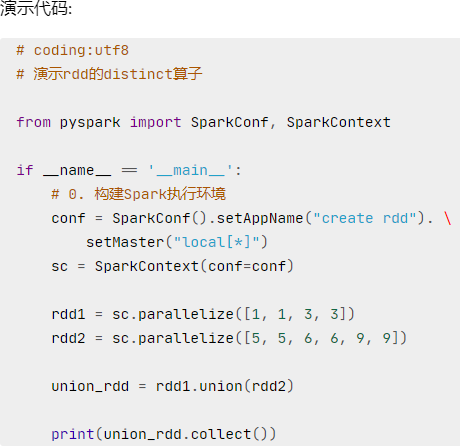 演示代码:
# coding:utf8
# 演示rdd的distinct算子
from pyspark import SparkConf, SparkContext
if __name__ == '__main__':
    # 0. 构建Spark执行环境
    conf = SparkConf().setAppName("create rdd"). \
        setMaster("local[*]")
    sc = SparkContext(conf=conf)
    rdd1 = sc.parallelize([1, 1, 3, 3])
    rdd2 = sc.parallelize([5, 5, 6, 6, 9, 9])
    union_rdd = rdd1.union(rdd2)
    print(union_rdd.collect())